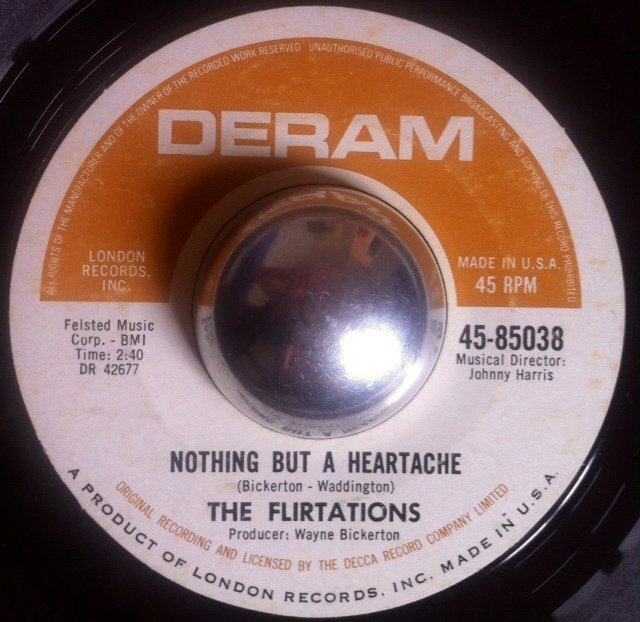 ALL RIGHTS OF THE MANUFACTURER AND OF THE OWNER OF THE RECORDED WORK RESERVED
UNAUTHORISED PUBLIC PERFORMANCE BROADCASTING AND COPYING OF THIS RECORD PROHIBITED
DERAM
LONDON
RECORDS,
INC.
MADE IN U.S.A.
45 RPM
Felsted Music
Corp. - BMI
Time: 2:40
DR 42677
45-85038
Musical Director:
Johnny Harris
NOTHING BUT A HEARTACHE
(Bickerton - Waddington)
THE FLIRTATIONS
Producer: Wayne Bickerton
ORIGINAL RECORDING AND LICENSED BY THE DECCA RECORD COMPANY LIMITED
A PRODUCT OF LONDON RECORDS, INC. MADE IN U.S.A.